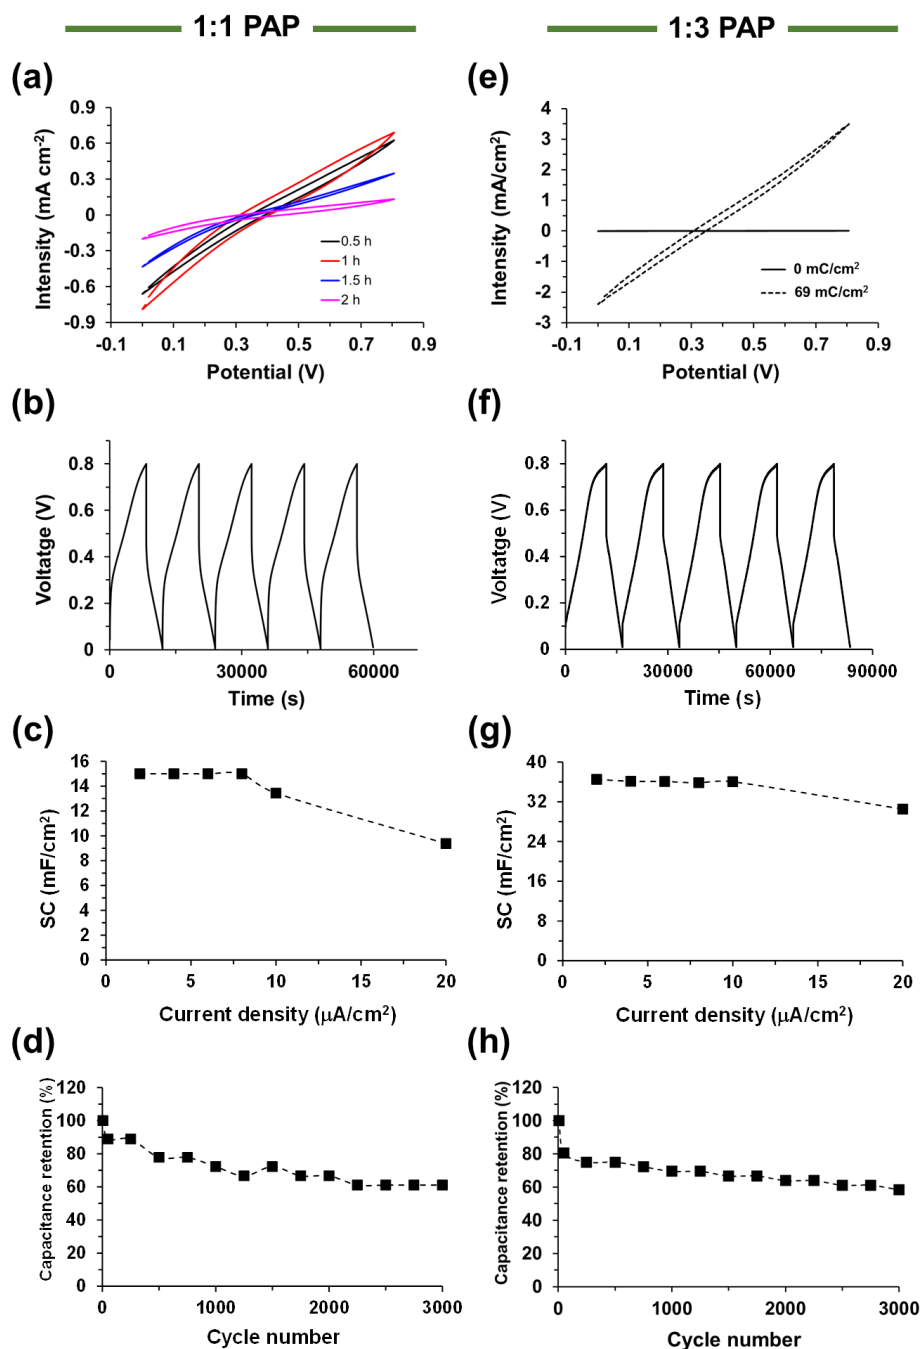 1:1 PAP
(a)
0.9
0.6
0.3
0
-0.3
-0.6
-0.9
-0.1 0.1 0.3 0.5 0.7 0.9
Intensity (mA cm-2)
Potential (V)
0.5 h
1 h
1.5 h
2 h
(b)
0.8
0.6
0.4
0.2
0
0 30000 60000
Voltatge (V)
Time (s)
(c)
16
14
12
10
8
6
4
2
0
0 5 10 15 20
SC (mF/cm2)
Current density (μA/cm2)
(d)
120
100
80
60
40
20
0
0 1000 2000 3000
Capacitance retention (%)
Cycle number
1:3 PAP
(e)
4
3
2
1
0
-1
-2
-3
-0.1 0.1 0.3 0.5 0.7 0.9
Intensity (mA/cm2)
Potential (V)
0 mC/cm2
69 mC/cm2
(f)
0.8
0.6
0.4
0.2
0
0 30000 60000 90000
Voltatge (V)
Time (s)
(g)
40
32
24
16
8
0
0 5 10 15 20
SC (mF/cm2)
Current density (μA/cm2)
(h)
120
100
80
60
40
20
0
0 1000 2000 3000
Capacitance retention (%)
Cycle number